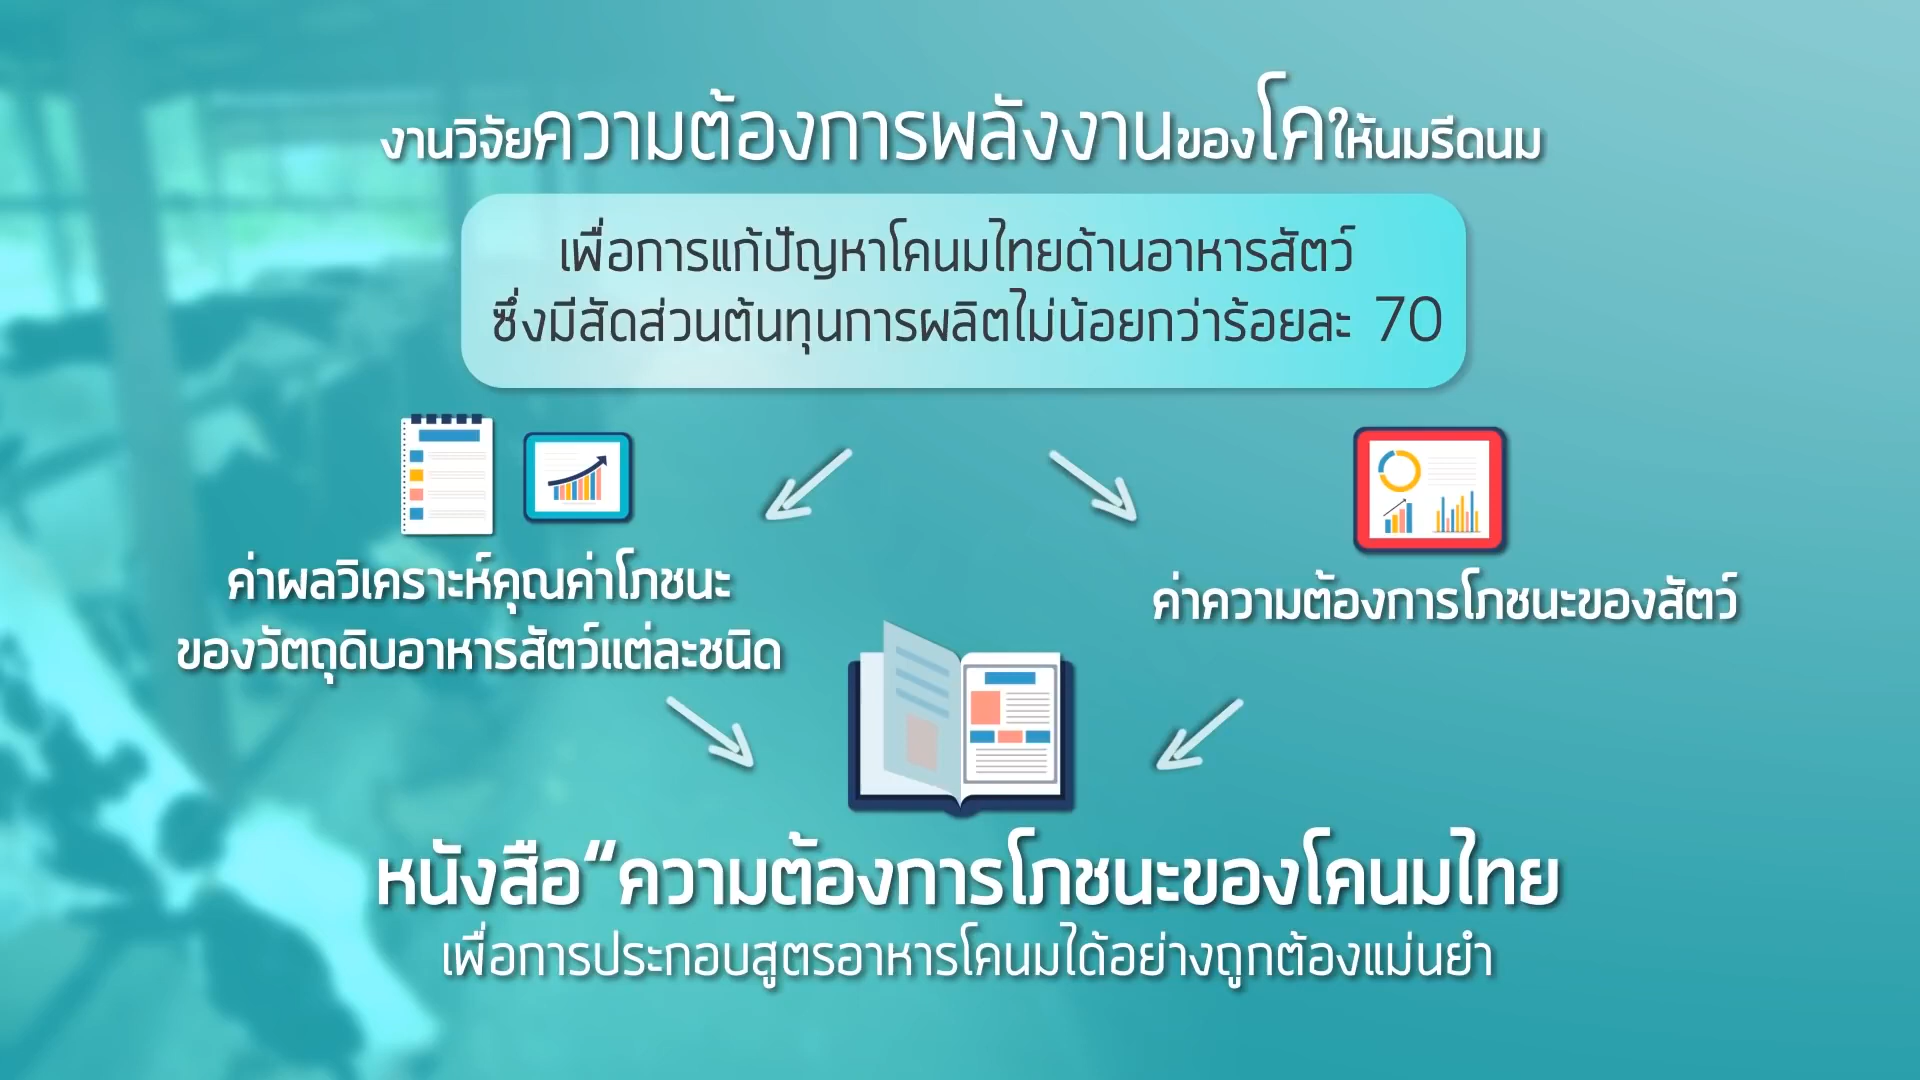 งานวิจัยความต้องการพลังงานของโคให้นมรีดนม
เพื่อการแก้ปัญหาโคนมไทยด้านอาหารสัตว์
ซึ่งมีสัดส่วนต้นทุนการผลิตไม่น้อยกว่าร้อยละ 70
ค่าผลวิเคราะห์คุณค่าโภชนะ
ของวัตถุดิบอาหารสัตว์แต่ละชนิด
ค่าความต้องการโภชนะของสัตว์
หนังสือ“ความต้องการโภชนะของโคนมไทย
เพื่อการประกอบสูตรอาหารโคนมได้อย่างถูกต้องแม่นยำ